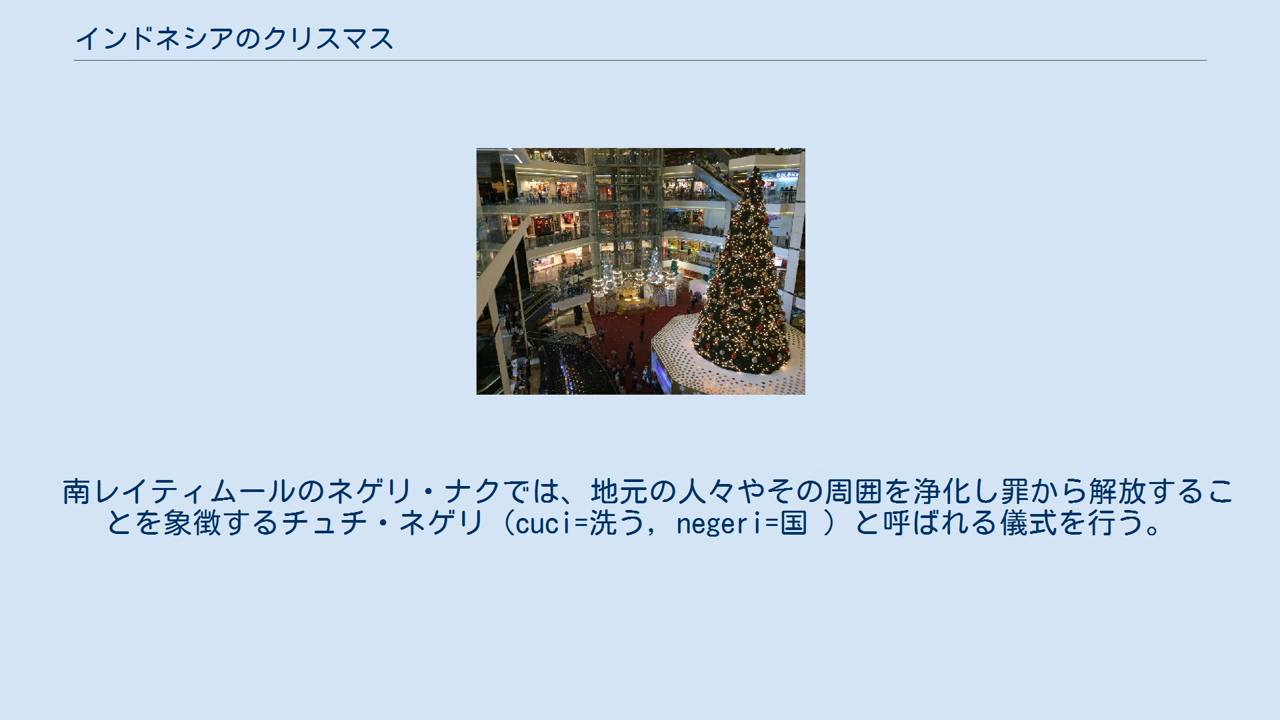 インドネシアのクリスマス
南レイティムールのネゲリ・ナクでは、地元の人々やその周囲を浄化し罪から解放するこ
とを象徴するチュチ・ネゲリ（cuci=洗う, negeri=国 ）と呼ばれる儀式を行う。